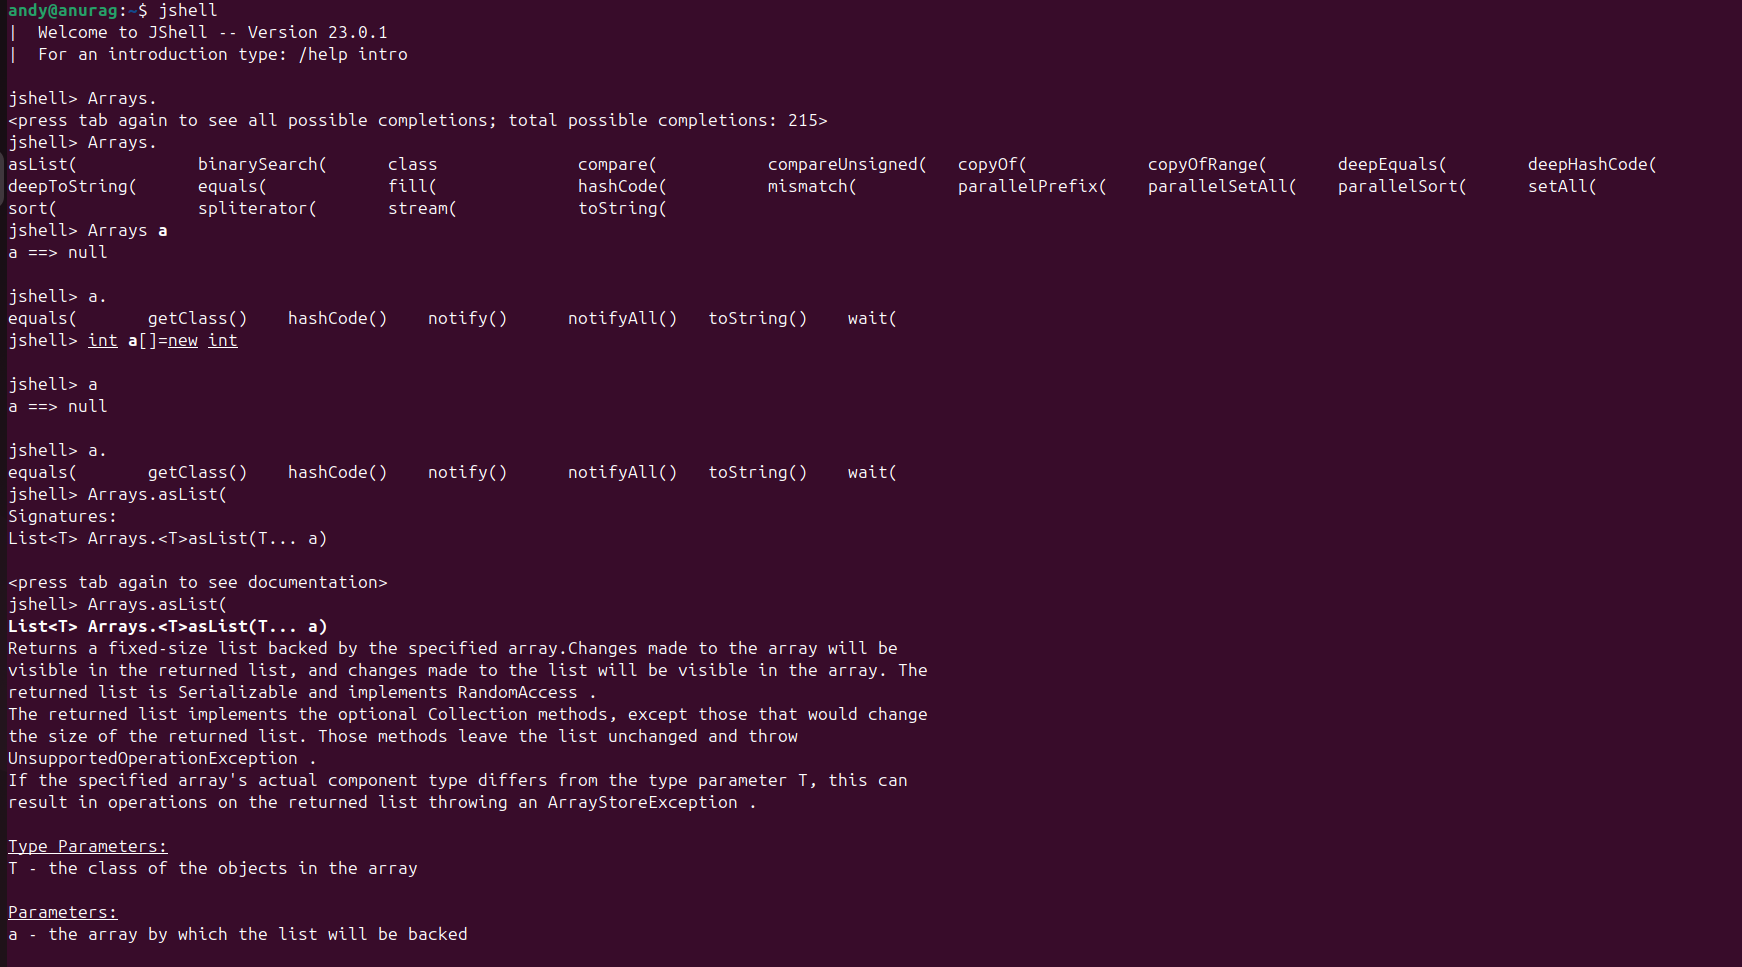 andy@anurag:~$ jshell
|  Welcome to JShell -- Version 23.0.1
|  For an introduction type: /help intro
jshell> Arrays.
<press tab again to see all possible completions; total possible completions: 215>
jshell> Arrays.
asList(            binarySearch(      class              compare(           compareUnsigned(   copyOf(            copyOfRange(       deepEquals(        deepHashCode(
deepToString(      equals(            fill(              hashCode(          mismatch(          parallelPrefix(    parallelSetAll(    parallelSort(      setAll(
sort(              spliterator(       stream(            toString(
jshell> Arrays a
a ==> null
jshell> a.
equals(       getClass()    hashCode()    notify()      notifyAll()   toString()    wait(
jshell> int a[]=new int
jshell> a
a ==> null
jshell> a.
equals(       getClass()    hashCode()    notify()      notifyAll()   toString()    wait(
jshell> Arrays.asList(
Signatures:
List<T> Arrays.<T>asList(T... a)
<press tab again to see documentation>
jshell> Arrays.asList(
List<T> Arrays.<T>asList(T... a)
Returns a fixed-size list backed by the specified array.Changes made to the array will be
visible in the returned list, and changes made to the list will be visible in the array. The
returned list is Serializable and implements RandomAccess .
The returned list implements the optional Collection methods, except those that would change
the size of the returned list. Those methods leave the list unchanged and throw
UnsupportedOperationException .
If the specified array's actual component type differs from the type parameter T, this can
result in operations on the returned list throwing an ArrayStoreException .
Type Parameters:
T - the class of the objects in the array
Parameters:
a - the array by which the list will be backed